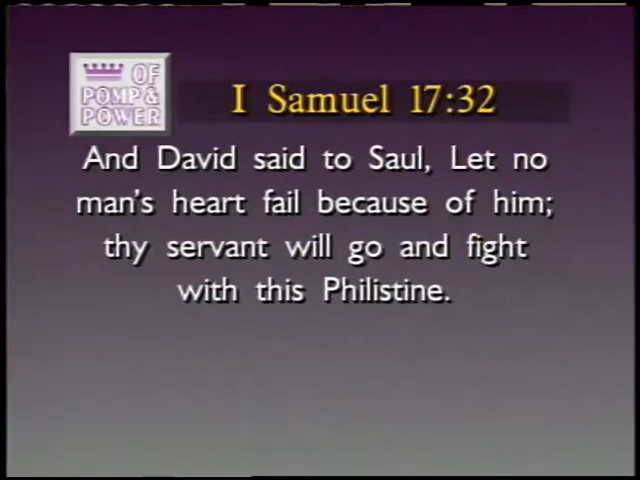 OF
POMP &
POWER
I Samuel 17:32
And David said to Saul, Let no
man's heart fail because of him;
thy servant will go and fight
with this Philistine.